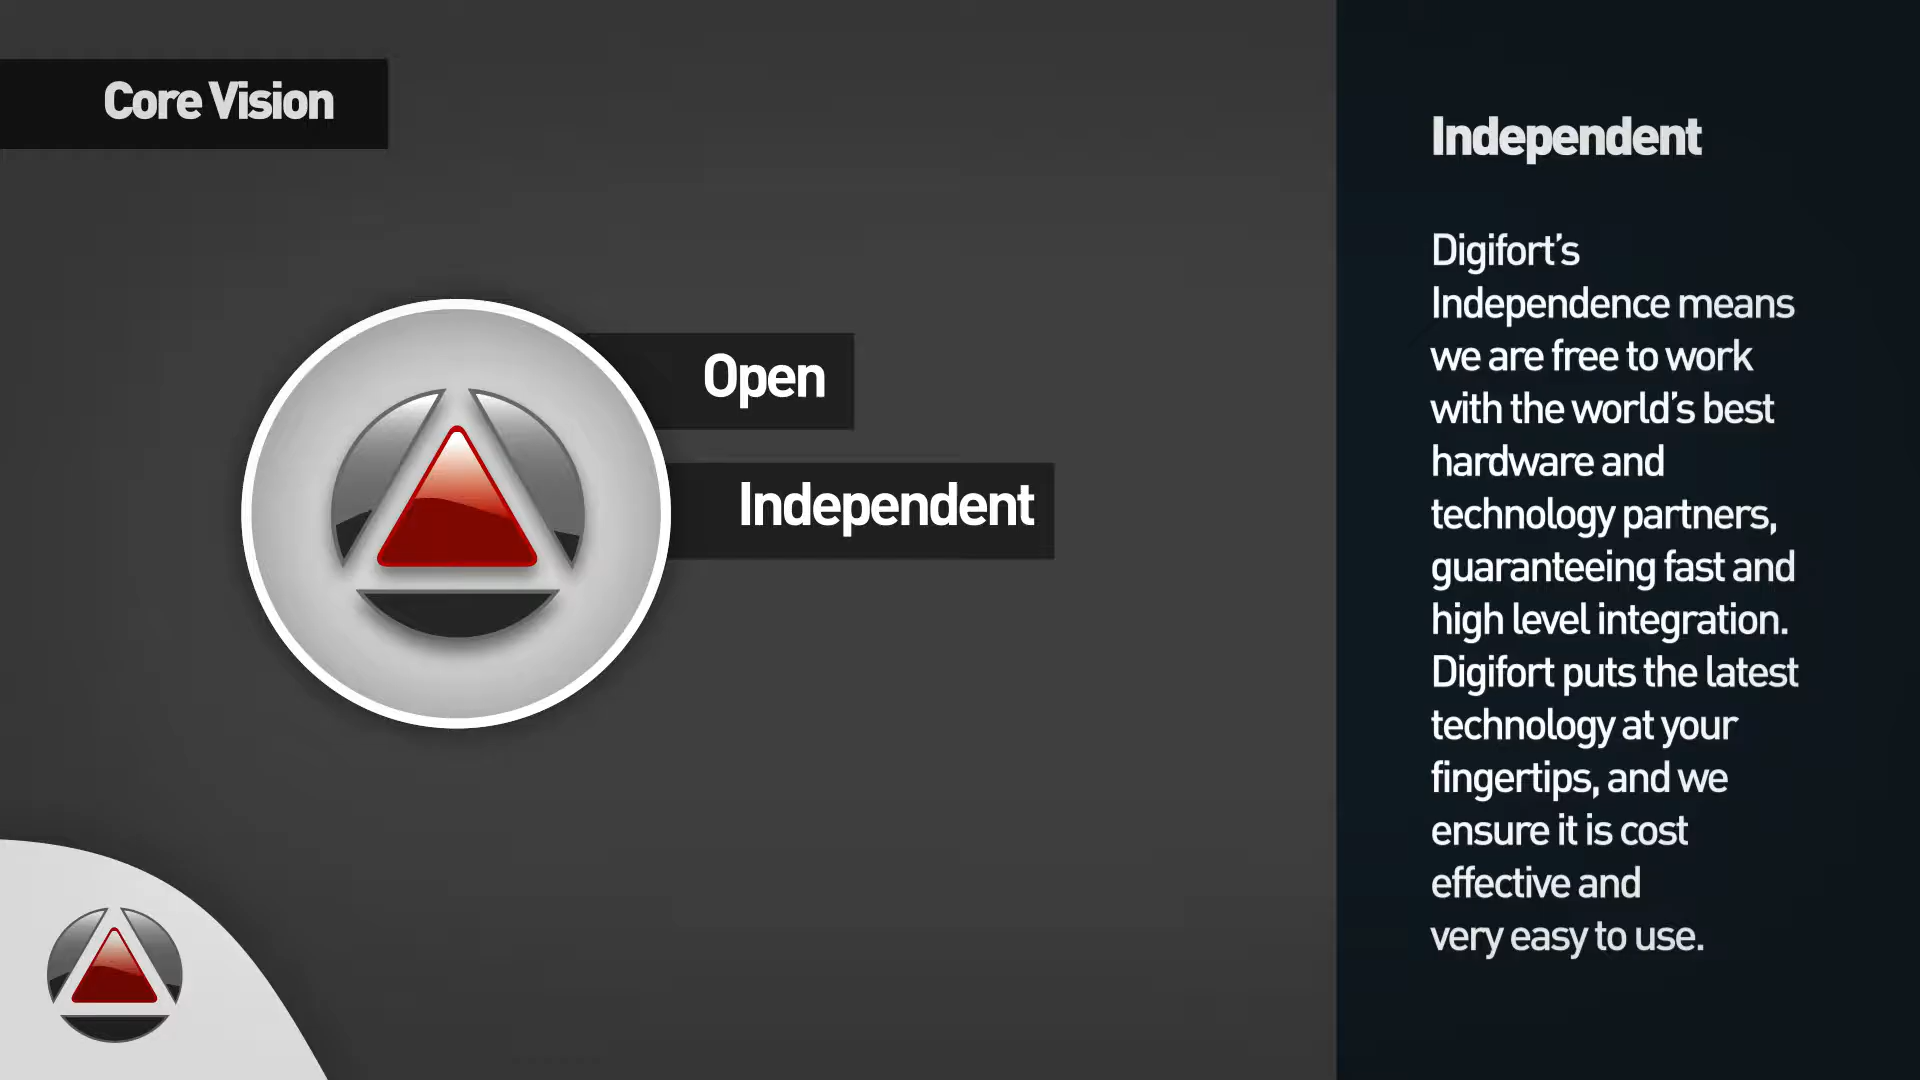 Core Vision
Open
Independent
Independent
Digifort’s
Independence means
we are free to work
with the world’s best
hardware and
technology partners,
guaranteeing fast and
high level integration.
Digifort puts the latest
technology at your
fingertips, and we
ensure it is cost
effective and
very easy to use.